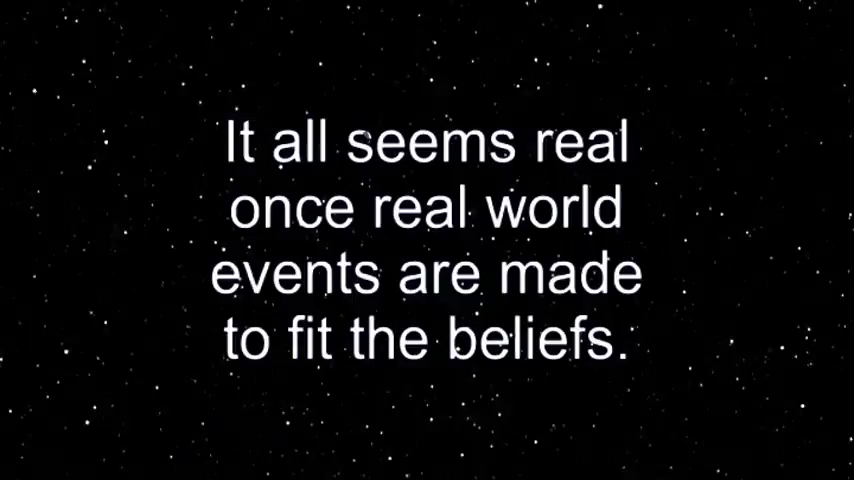 It all seems real
once real world
events are made
to fit the beliefs.